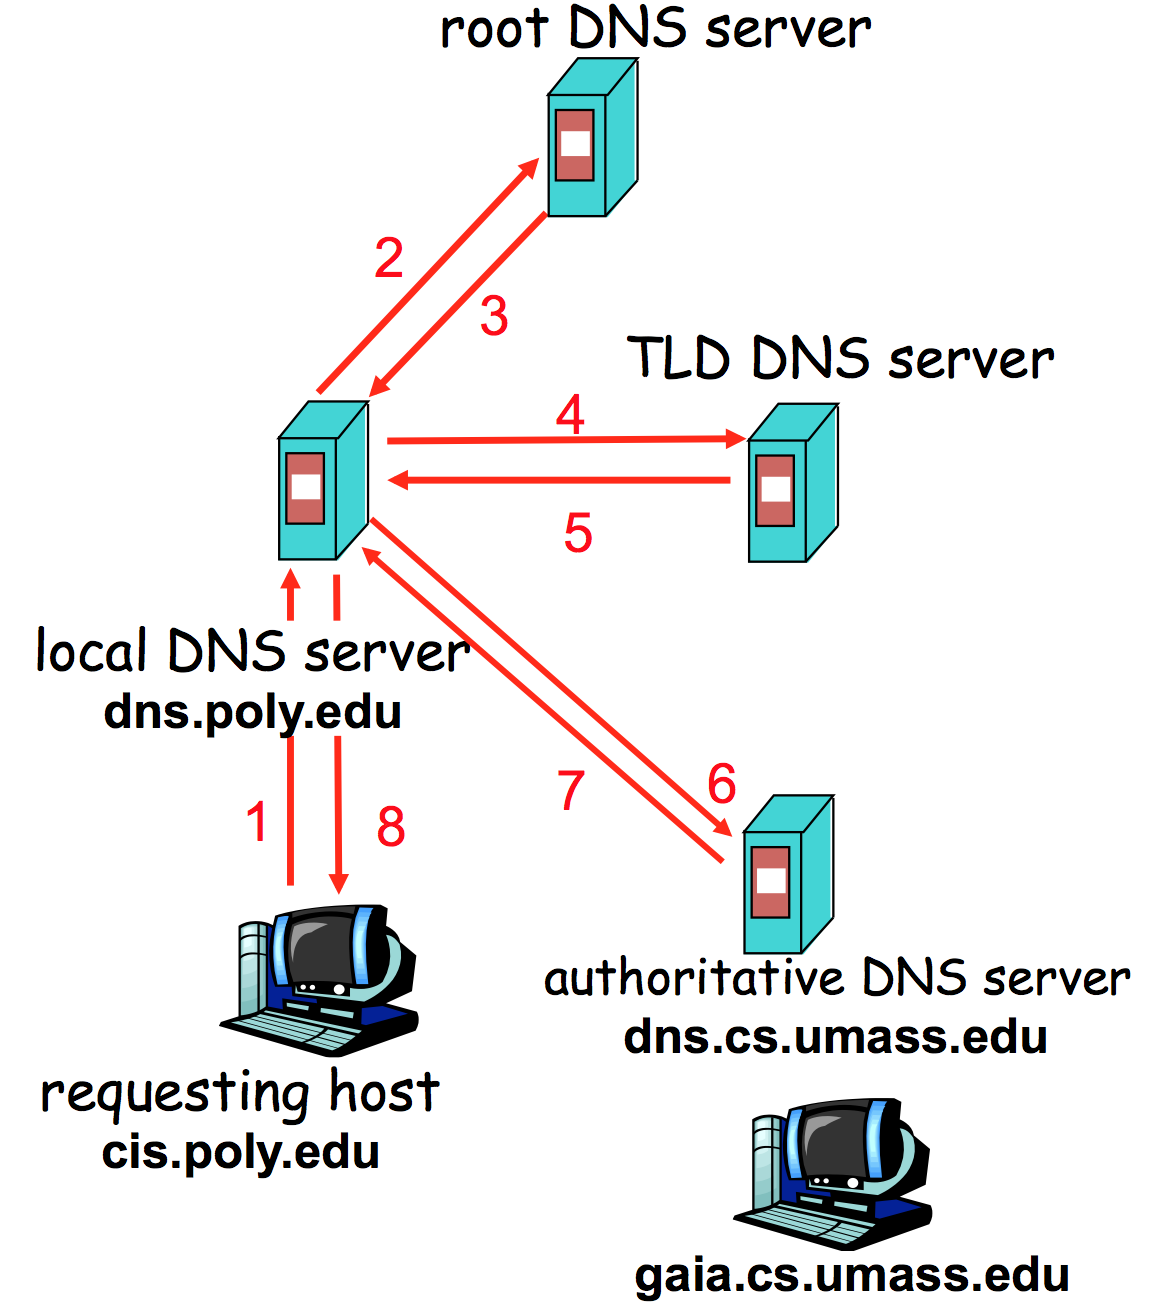 root DNS server
2
3
TLD DNS server
4
5
local DNS server
dns.poly.edu
1
8
7
6
authoritative DNS server
dns.cs.umass.edu
requesting host
cis.poly.edu
gaia.cs.umass.edu